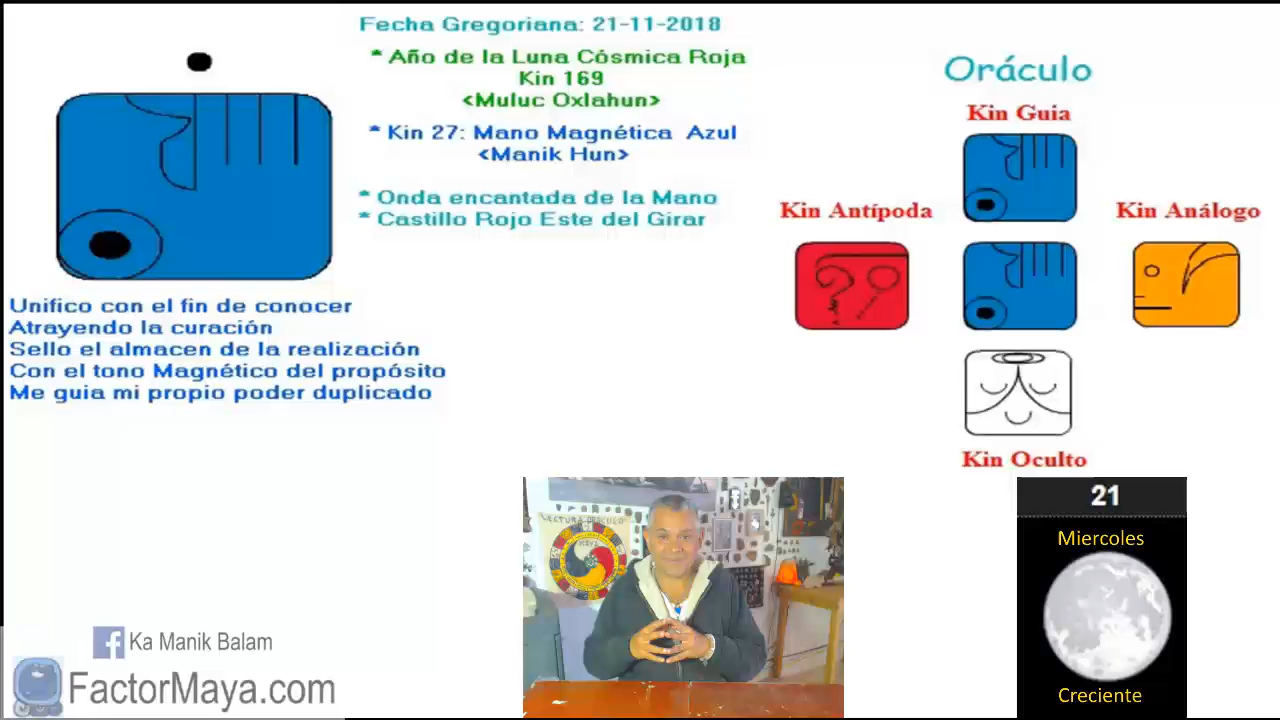 Fecha Gregoriana: 21-11-2018
* Año de la Luna Cósmica Roja
Kin 169
<Muluc Oxlahun>
* Kin 27: Mano Magnética Azul
<Manik Hun>
* Onda encantada de la Mano
* Castillo Rojo Este del Girar
Unifico con el fin de conocer
Atrayendo la curación
Sello el almacen de la realización
Con el tono Magnético del propósito
Me guia mi propio poder duplicado
Oráculo
Kin Guia
Kin Antípoda
Kin Análogo
Kin Oculto
LECTURA ORACULO
MAYA
21
Miercoles
Creciente
f Ka Manik Balam
FactorMaya.com